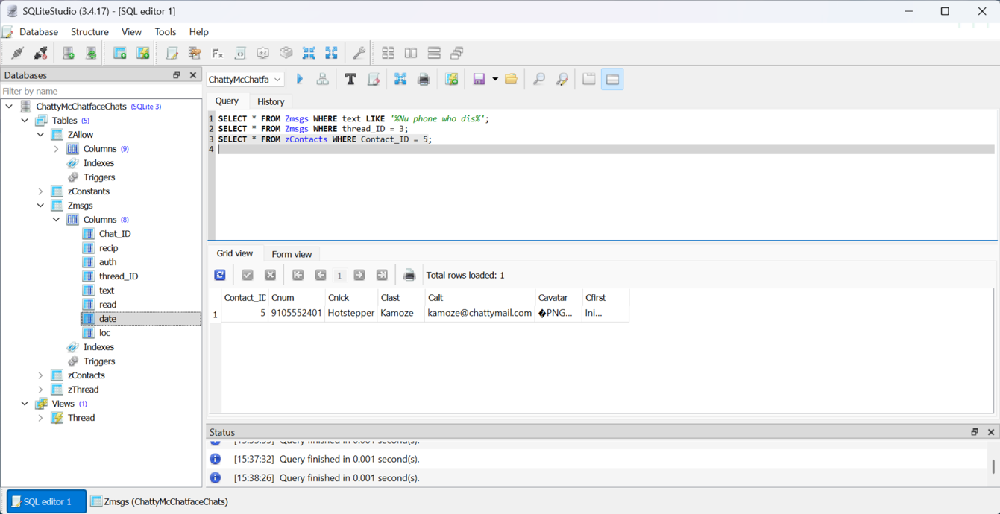 SQLiteStudio (3.4.17) - [SQL editor 1]
Database Structure View Tools Help
Databases
Filter by name
ChattyMcChatfaceChats (SQLite 3)
Tables (5)
ZAllow
Columns (9)
Indexes
Triggers
zConstants
Zmsgs
Columns (8)
Chat_ID
recip
auth
thread_ID
text
read
date
loc
Indexes
Triggers
zContacts
zThread
Views (1)
Thread
ChattyMcChatfa
Query History
1 SELECT * FROM Zmsgs WHERE text LIKE '%Nu phone who dis%';
2 SELECT * FROM Zmsgs WHERE thread_ID = 3;
3 SELECT * FROM zContacts WHERE Contact_ID = 5;
4
Grid view Form view
1 Total rows loaded: 1
Contact_ID Cnum Cnick Clast Calt Cavatar Cfirst
1 5 9105552401 Hotstepper Kamoze kamoze@chattymail.com �PNG... Ini...
Status
Query finished in 0.001 second(s).
[15:37:32] Query finished in 0.001 second(s).
[15:38:26] Query finished in 0.001 second(s).
SQL editor 1 Zmsgs (ChattyMcChatfaceChats)